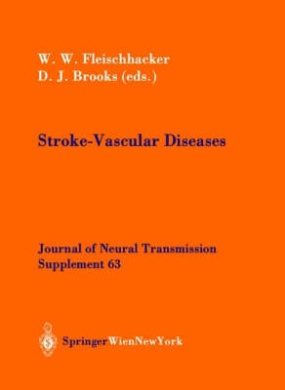 W. W. Fleischhacker
D. J. Brooks (eds.)
Stroke-Vascular Diseases
Journal of Neural Transmission
Supplement 63
SpringerWienNewYork